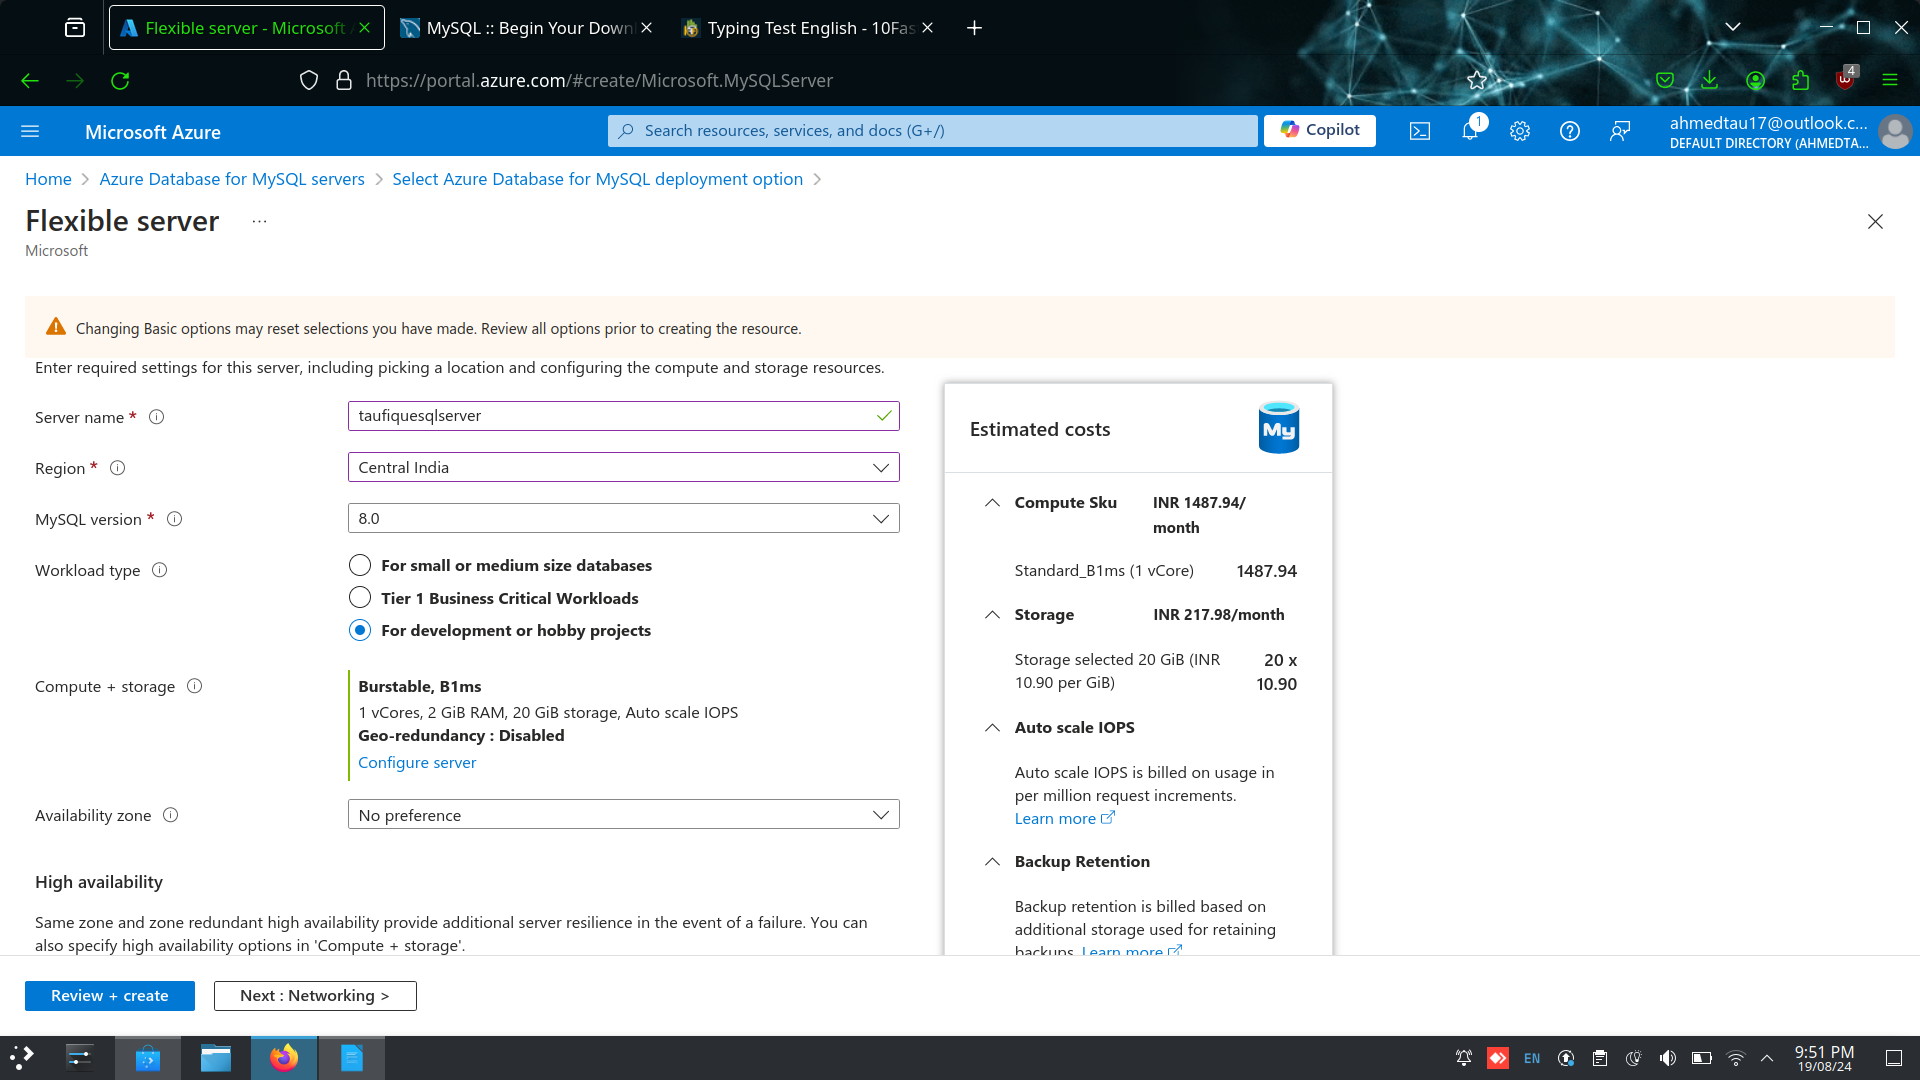 Flexible server - Microsoft A
MySQL :: Begin Your Down
Typing Test English - 10Fas
https://portal.azure.com/#create/Microsoft.MySQLServer
4
Microsoft Azure
Search resources, services, and docs (G+/)
Copilot
1
ahmedtau17@outlook.c...
DEFAULT DIRECTORY (AHMEDTA...
Home > Azure Database for MySQL servers > Select Azure Database for MySQL deployment option >
Flexible server ...
Microsoft
Changing Basic options may reset selections you have made. Review all options prior to creating the resource.
Enter required settings for this server, including picking a location and configuring the compute and storage resources.
Server name *
taufiquesqlserver
Region *
Central India
MySQL version *
8.0
Workload type
For small or medium size databases
Tier 1 Business Critical Workloads
For development or hobby projects
Compute + storage
Burstable, B1ms
1 vCores, 2 GiB RAM, 20 GiB storage, Auto scale IOPS
Geo-redundancy : Disabled
Configure server
Availability zone
No preference
High availability
Same zone and zone redundant high availability provide additional server resilience in the event of a failure. You can
also specify high availability options in 'Compute + storage'.
Estimated costs
My
Compute Sku
INR 1487.94/
month
Standard_B1ms (1 vCore)
1487.94
Storage
INR 217.98/month
Storage selected 20 GiB (INR
10.90 per GiB)
20 x
10.90
Auto scale IOPS
Auto scale IOPS is billed on usage in
per million request increments.
Learn more
Backup Retention
Backup retention is billed based on
additional storage used for retaining
backups. Learn more
Review + create
Next : Networking >
EN
9:51 PM
19/08/24